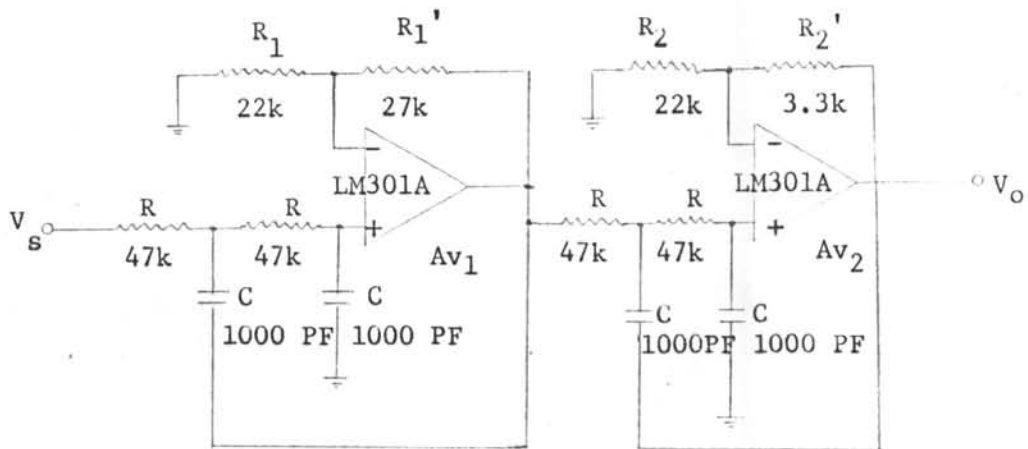 R1 R1' R2 R2'
22k 27k 22k 3.3k
- -
LM301A LM301A
Vs R R + R R + Vo
47k 47k Av1 47k 47k Av2
C C C C
1000 PF 1000 PF 1000PF 1000 PF